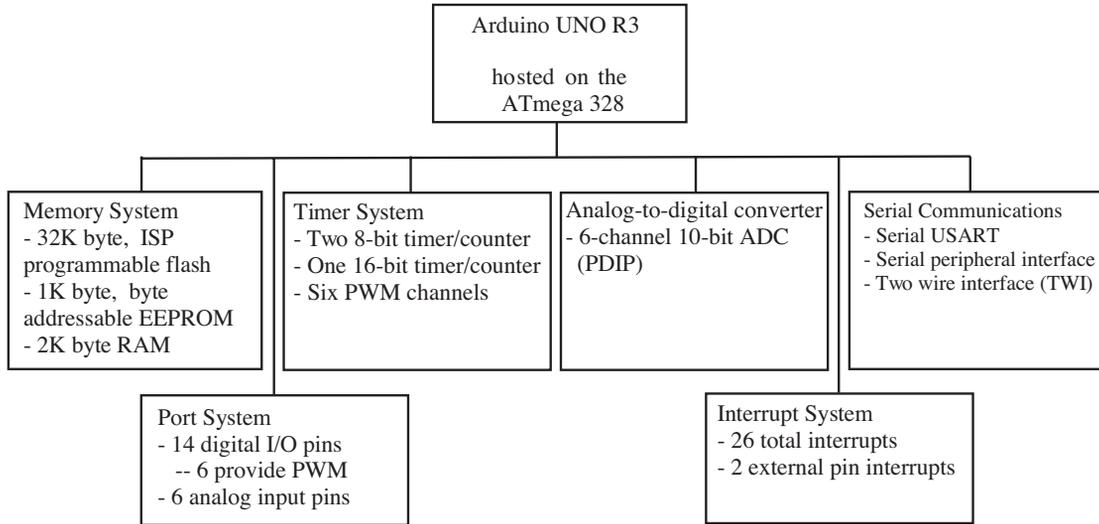 Arduino UNO R3
hosted on the
ATmega 328
Memory System
- 32K byte, ISP
programmable flash
- 1K byte, byte
addressable EEPROM
- 2K byte RAM
Timer System
- Two 8-bit timer/counter
- One 16-bit timer/counter
- Six PWM channels
Analog-to-digital converter
- 6-channel 10-bit ADC
(PDIP)
Serial Communications
- Serial USART
- Serial peripheral interface
- Two wire interface (TWI)
Port System
- 14 digital I/O pins
-- 6 provide PWM
- 6 analog input pins
Interrupt System
- 26 total interrupts
- 2 external pin interrupts